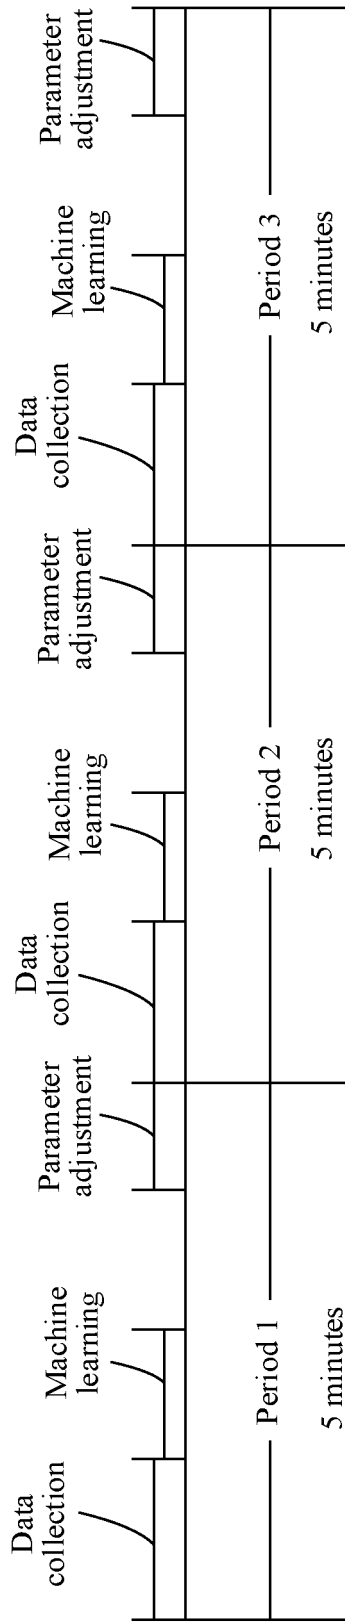 Data
collection
Machine
learning
Parameter
adjustment
Data
collection
Machine
learning
Parameter
adjustment
Data
collection
Machine
learning
Parameter
adjustment
Period 1
Period 2
Period 3
5 minutes
5 minutes
5 minutes